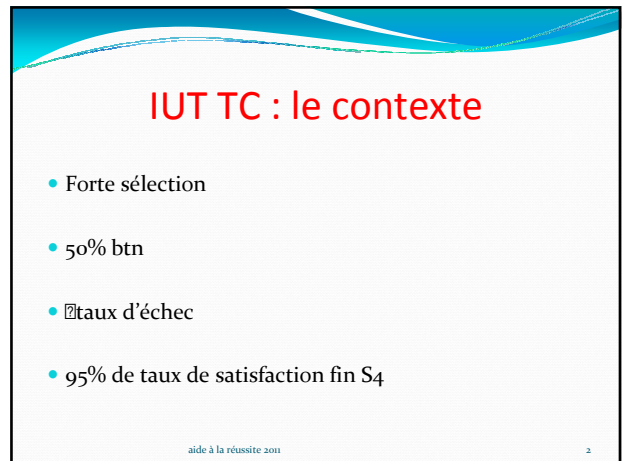 IUT TC : le contexte
• Forte sélection
• 50% btn
• taux d’échec
• 95% de taux de satisfaction fin S4
aide à la réussite 2011
2